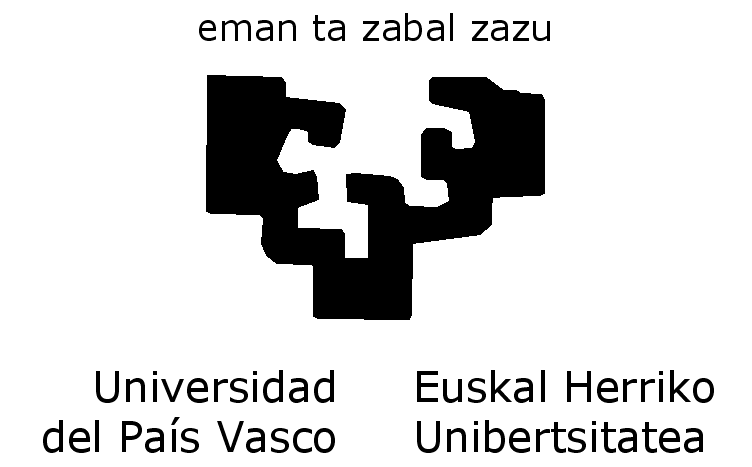 eman ta zabal zazu
Universidad
del País Vasco
Euskal Herriko
Unibertsitatea